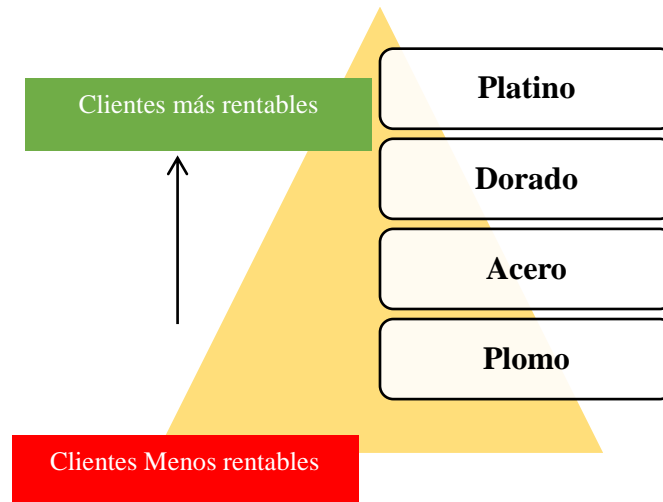 Clientes más rentables
Platino
Dorado
Acero
Plomo
Clientes Menos rentables